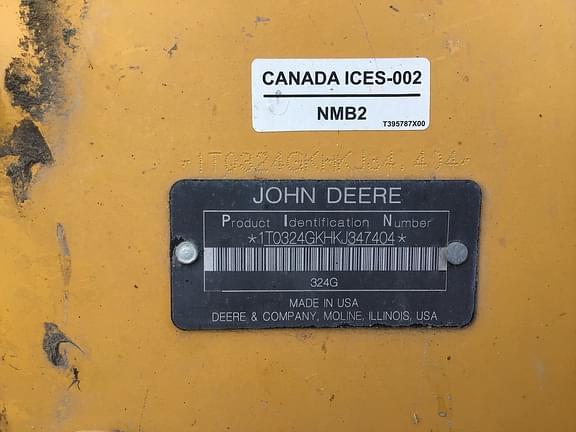 CANADA ICES-002
NMB2
T395787X00
JOHN DEERE
Product Identification Number
*1T0324GKHKJ347404*
324G
MADE IN USA
DEERE & COMPANY, MOLINE, ILLINOIS, USA